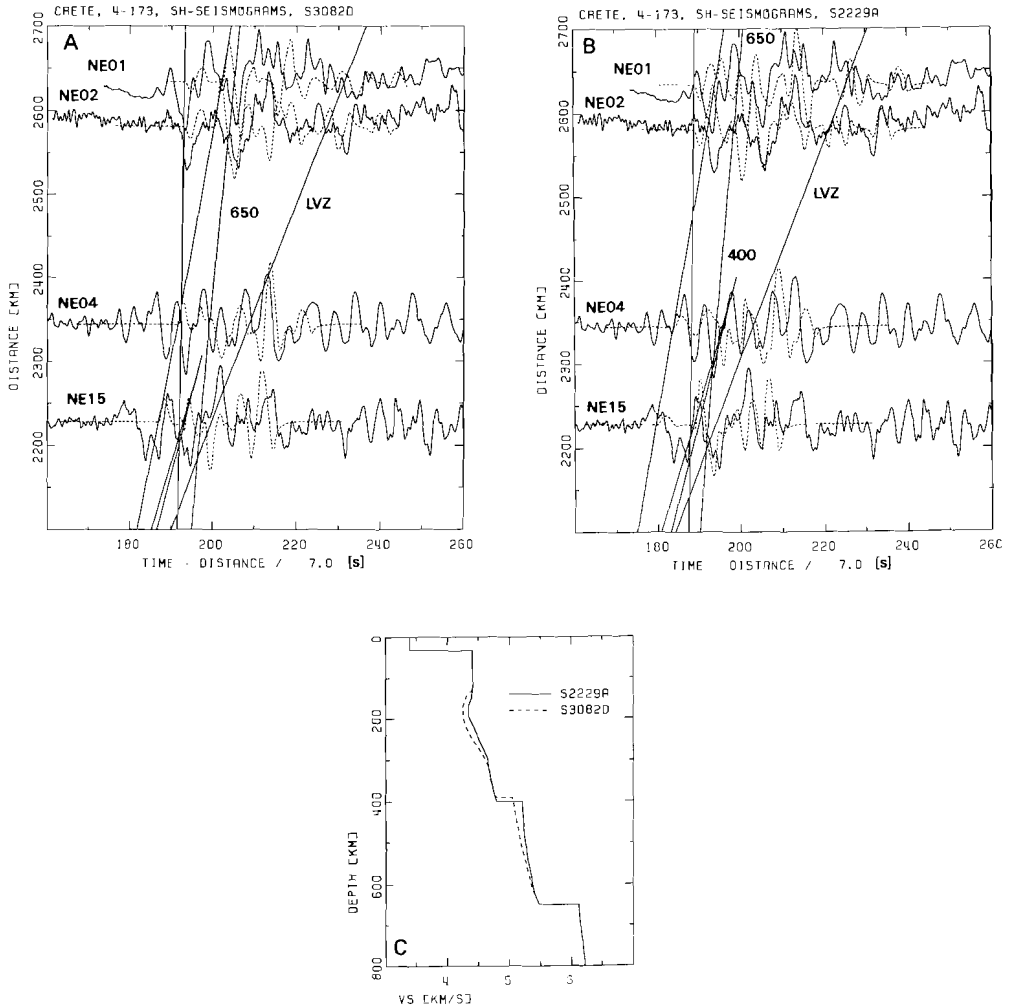 CRETE, 4-173, SH-SEISMOGRAMS, S3082D
A
NE01
NE02
650
LVZ
NE04
NE15
2700
2600
2500
2400
2300
2200
DISTANCE [KM]
180 200 220 240 260
TIME - DISTANCE / 7.0 [S]
CRETE, 4-173, SH-SEISMOGRAMS, S2229A
B
650
NE01
NE02
LVZ
400
NE04
NE15
2700
2600
2500
2400
2300
2200
DISTANCE [KM]
180 200 220 240 260
TIME DISTANCE / 7.0 [S]
0
200
400
600
800
DEPTH [KM]
S2229A
S3082D
C
4 5 6
VS [KM/S]